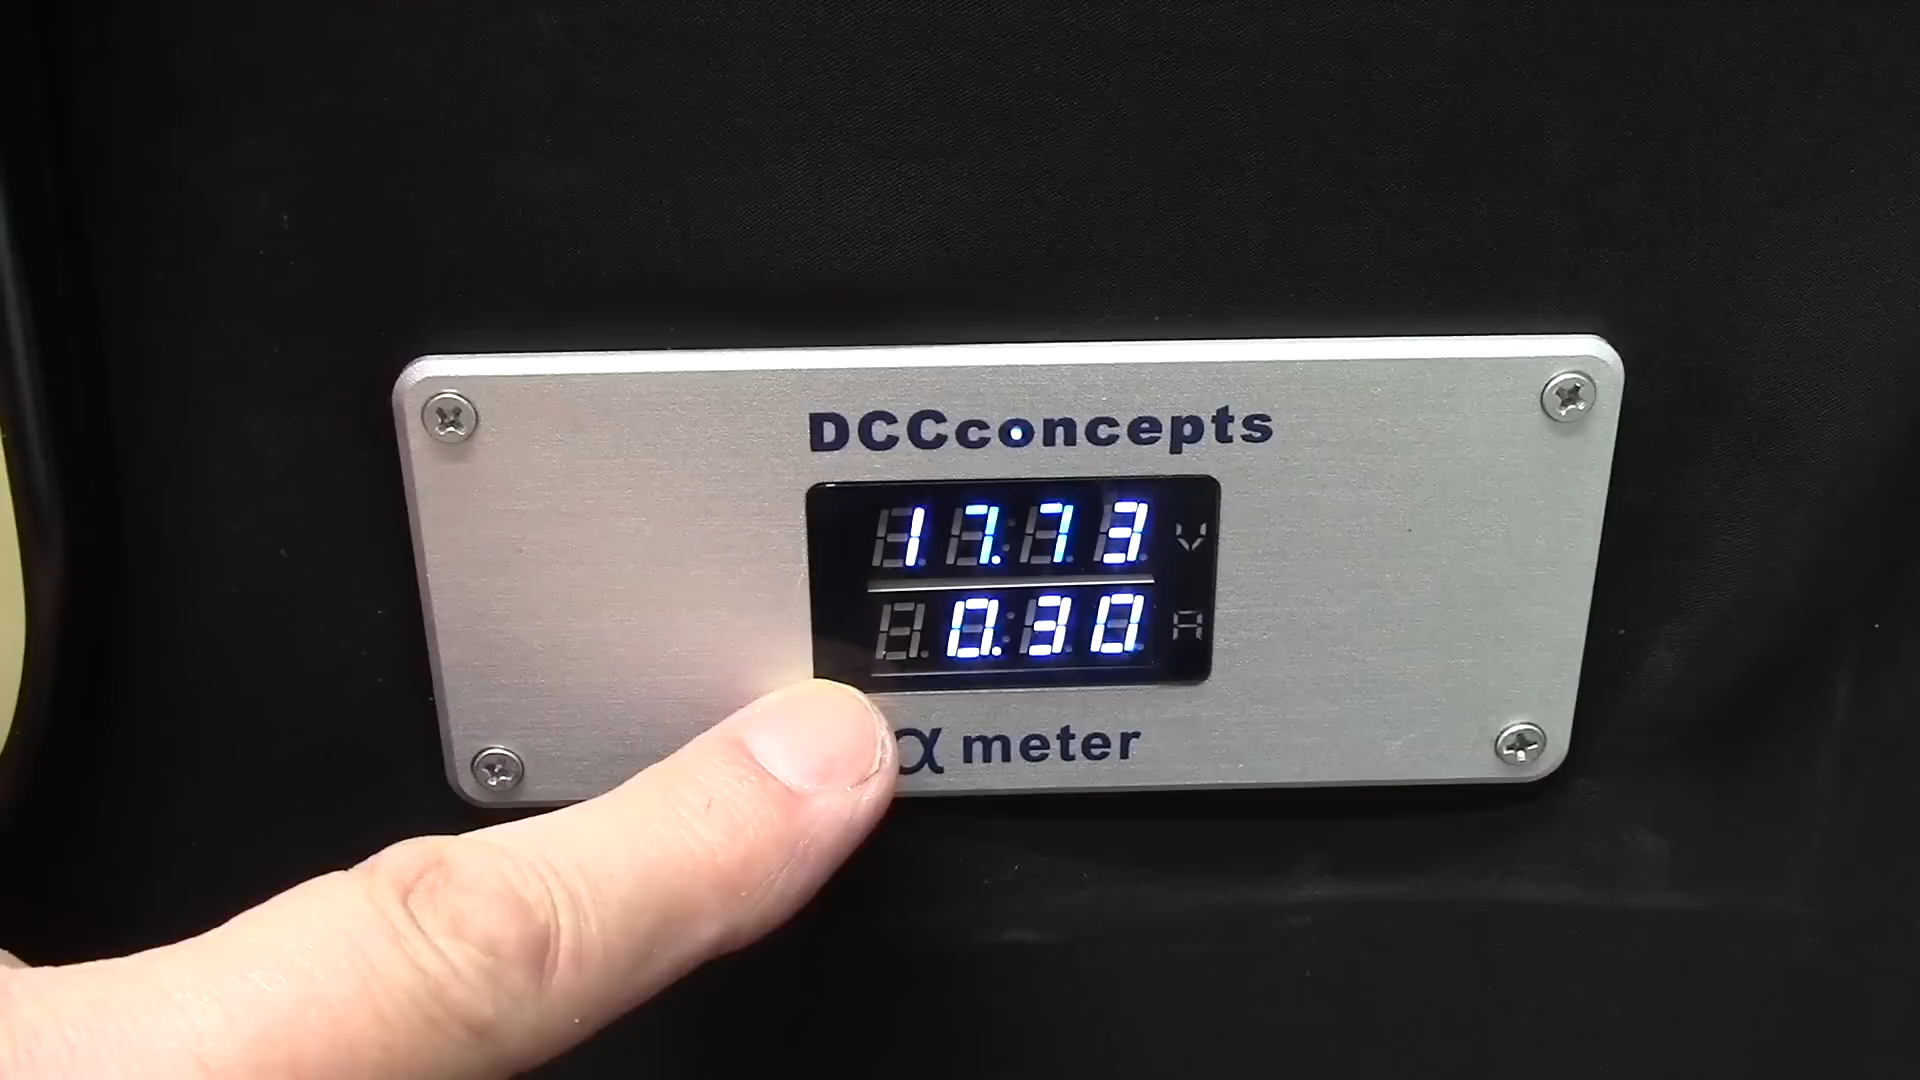 DCCconcepts
17.73 V
0.30 A
α meter